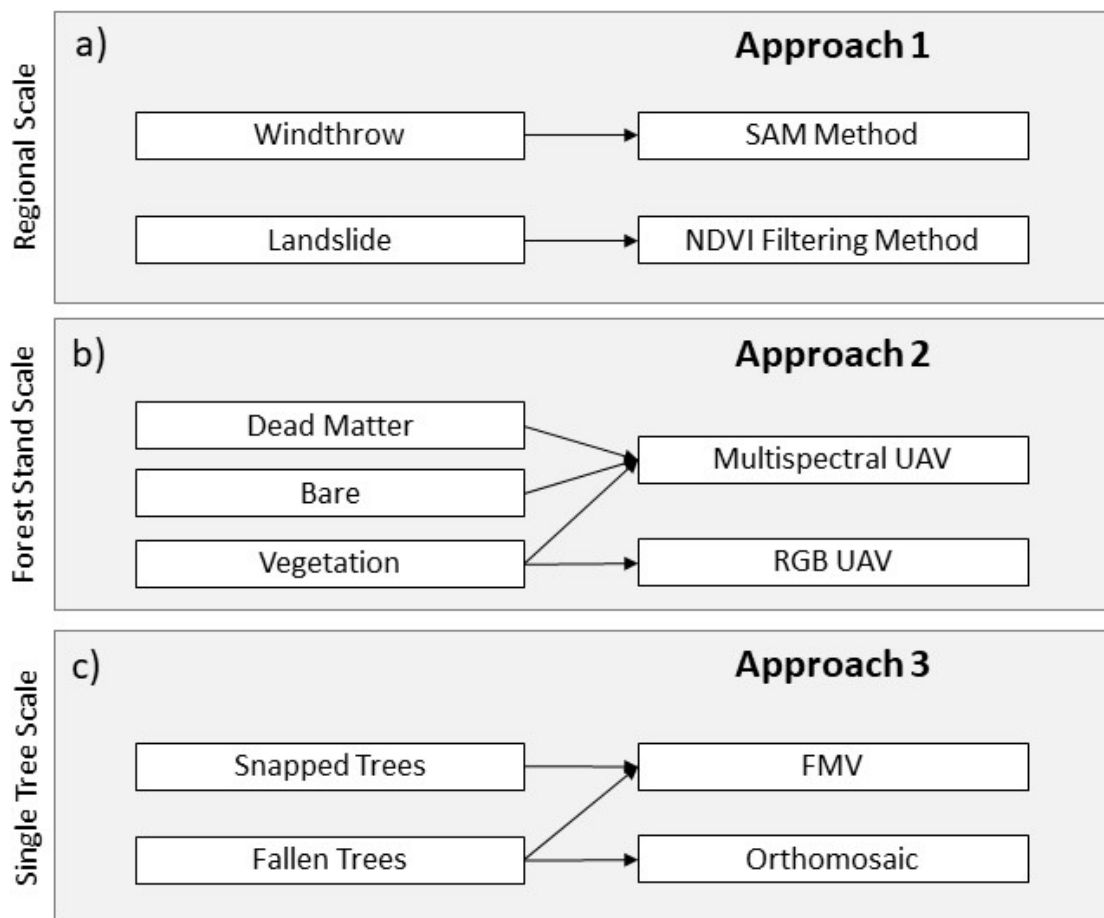 Regional Scale
a)
Approach 1
Windthrow
SAM Method
Landslide
NDVI Filtering Method
Forest Stand Scale
b)
Approach 2
Dead Matter
Multispectral UAV
Bare
Vegetation
RGB UAV
Single Tree Scale
c)
Approach 3
Snapped Trees
FMV
Fallen Trees
Orthomosaic